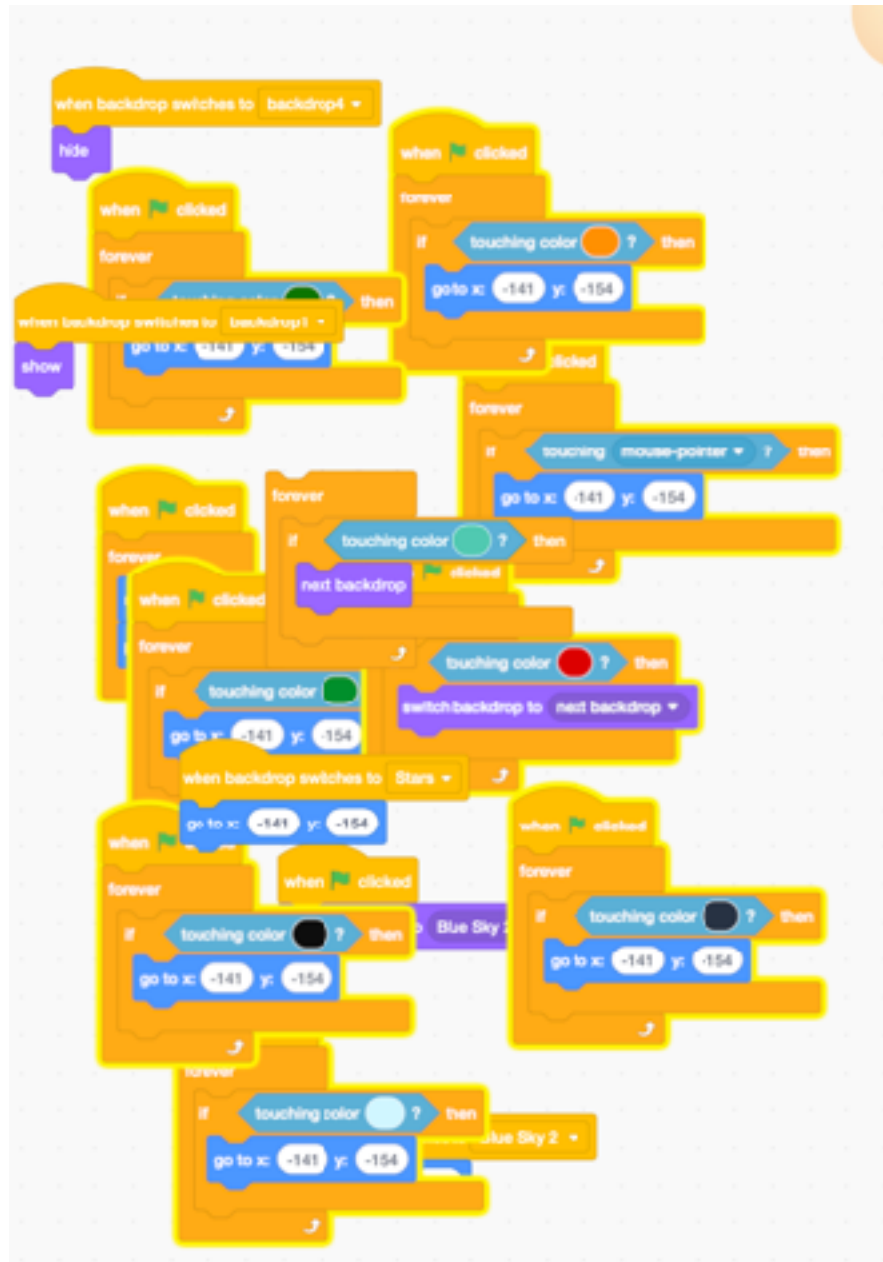 when backdrop switches to backdrop4
hide
when clicked
forever
if touching color ? then
go to x: -141 y: -154
when clicked
forever
then
when backdrop switches to backdrop1
go to x: -141 y: -154
show
clicked
forever
if touching mouse-pointer ? then
go to x: -141 y: -154
when clicked
forever
forever
if touching color ? then
next backdrop
clicked
touching color ? then
switch backdrop to next backdrop
when clicked
forever
if touching color
go to x: -141 y: -154
when backdrop switches to Stars
go to x: -141 y: -154
when
forever
if touching color ? then
go to x: -141 y: -154
when clicked
Blue Sky 2
when clicked
forever
if touching color ? then
go to x: -141 y: -154
forever
if touching color ? then
go to x: -141 y: -154
Blue Sky 2